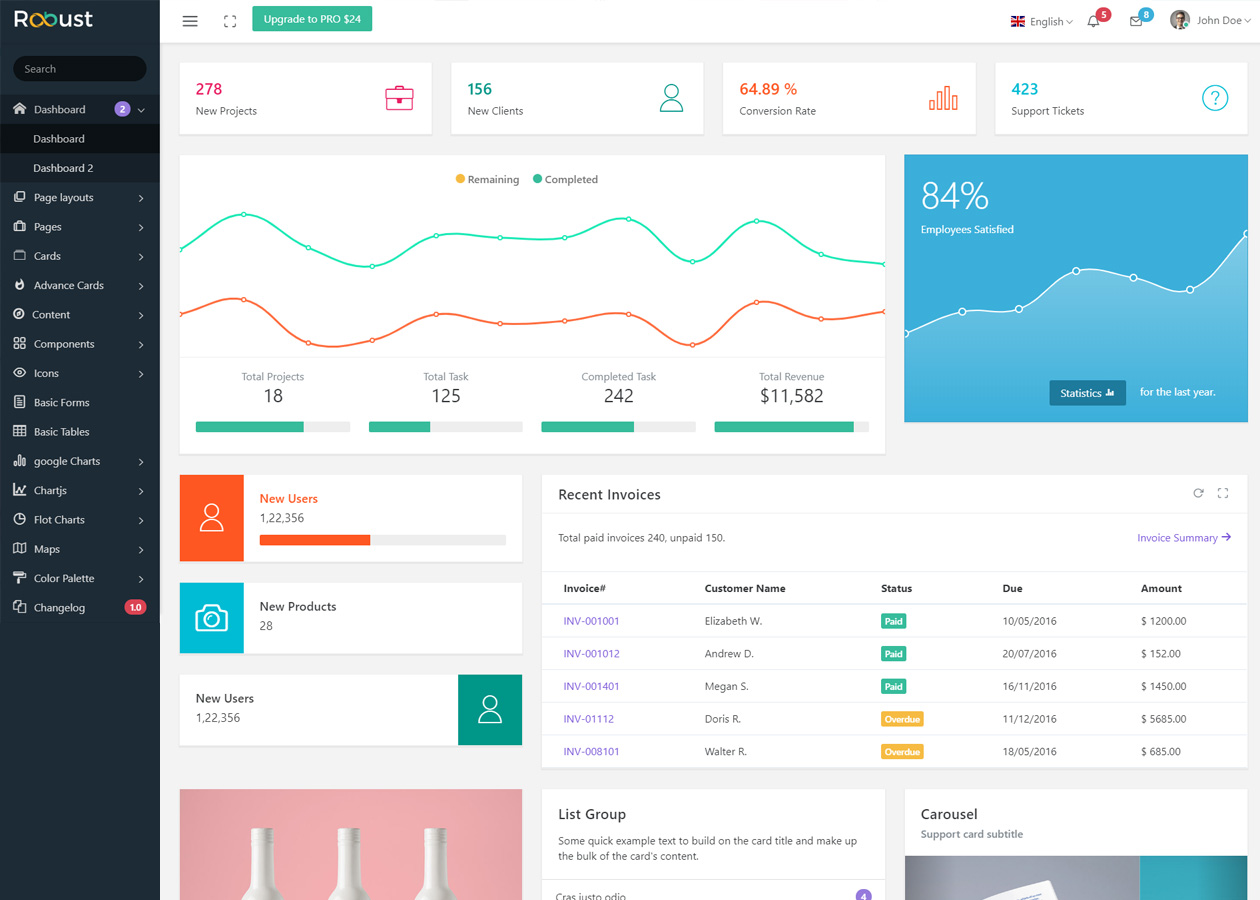 Robust
Upgrade to PRO $24
English
5
8
John Doe
Search
Dashboard 2
Dashboard
Dashboard 2
Page layouts
Pages
Cards
Advance Cards
Content
Components
Icons
Basic Forms
Basic Tables
google Charts
Chartjs
Flot Charts
Maps
Color Palette
Changelog 1.0
278
New Projects
156
New Clients
64.89 %
Conversion Rate
423
Support Tickets
?
Remaining Completed
Total Projects
18
Total Task
125
Completed Task
242
Total Revenue
$11,582
84%
Employees Satisfied
Statistics for the last year.
New Users
1,22,356
New Products
28
New Users
1,22,356
Recent Invoices
Total paid invoices 240, unpaid 150. Invoice Summary
Invoice# Customer Name Status Due Amount
INV-001001 Elizabeth W. Paid 10/05/2016 $ 1200.00
INV-001012 Andrew D. Paid 20/07/2016 $ 152.00
INV-001401 Megan S. Paid 16/11/2016 $ 1450.00
INV-01112 Doris R. Overdue 11/12/2016 $ 5685.00
INV-008101 Walter R. Overdue 18/05/2016 $ 685.00
List Group
Some quick example text to build on the card title and make up
the bulk of the card's content.
Cras justo odio 4
Carousel
Support card subtitle